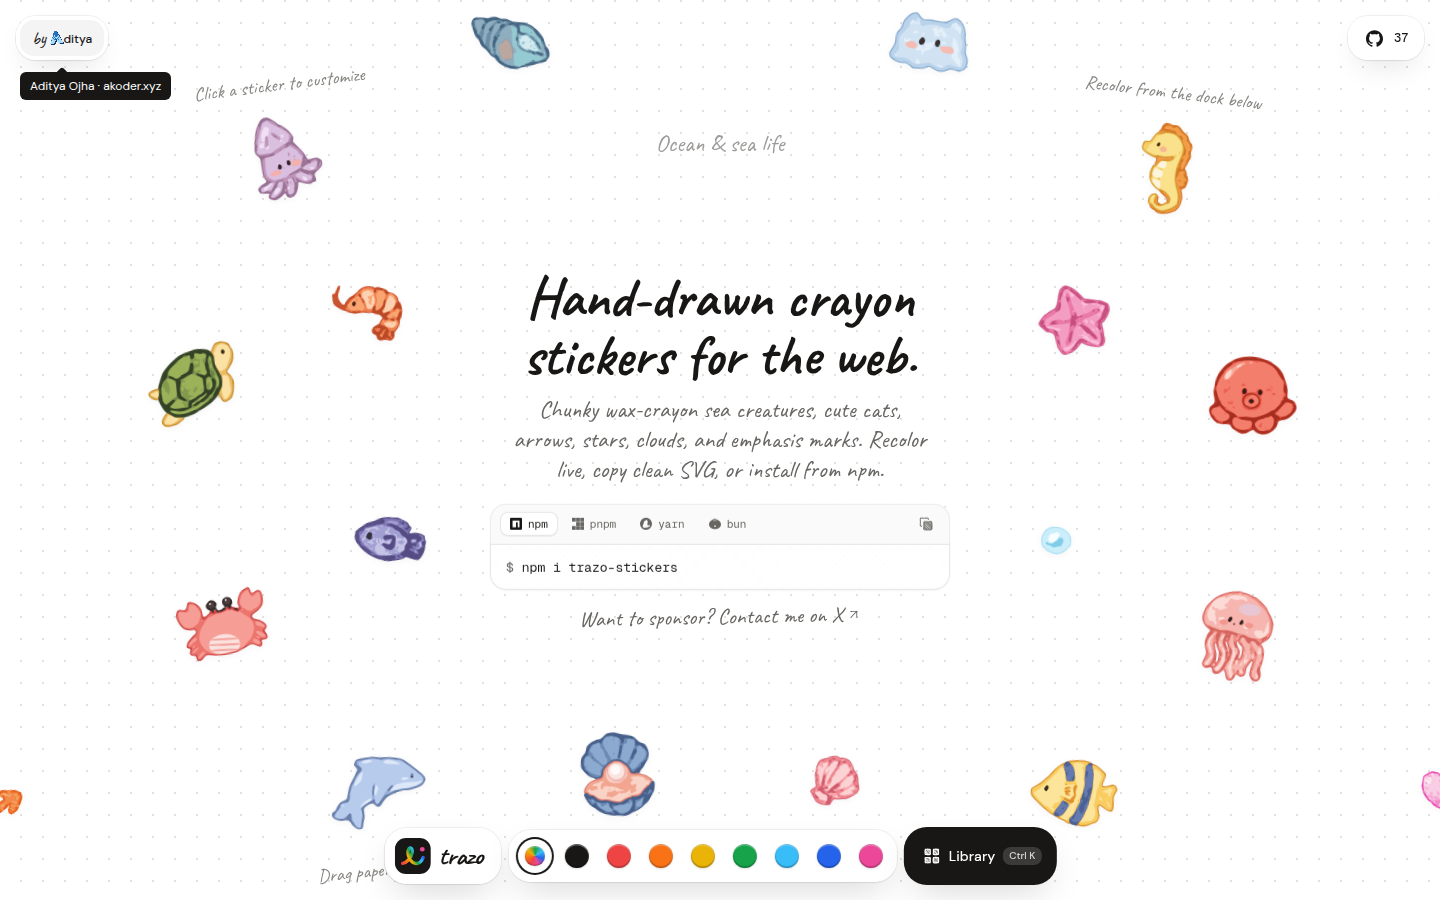 by Aditya
37
Aditya Ojha · akoder.xyz
Click a sticker to customize
Recolor from the dock below
Ocean & sea life
Hand-drawn crayon
stickers for the web.
Chunky wax-crayon sea creatures, cute cats,
arrows, stars, clouds, and emphasis marks. Recolor
live, copy clean SVG, or install from npm.
npm pnpm yarn bun
$ npm i trazo-stickers
Want to sponsor? Contact me on X
trazo
Library Ctrl K
Drag paper